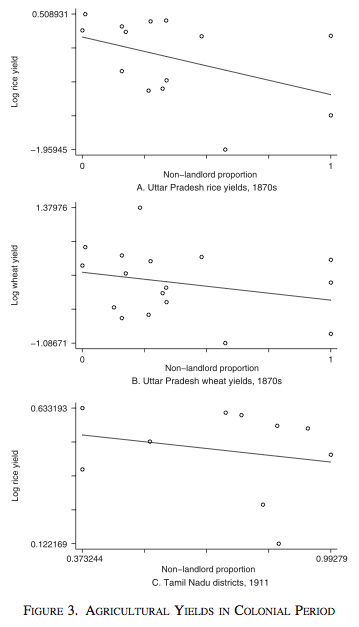 0.508931
Log rice yield
−1.95945
0
1
Non–landlord proportion
A. Uttar Pradesh rice yields, 1870s
1.37976
Log wheat yield
−1.08671
0
1
Non–landlord proportion
B. Uttar Pradesh wheat yields, 1870s
0.633193
Log rice yield
0.122169
0.373244
0.99279
Non–landlord proportion
C. Tamil Nadu districts, 1911
FIGURE 3. AGRICULTURAL YIELDS IN COLONIAL PERIOD